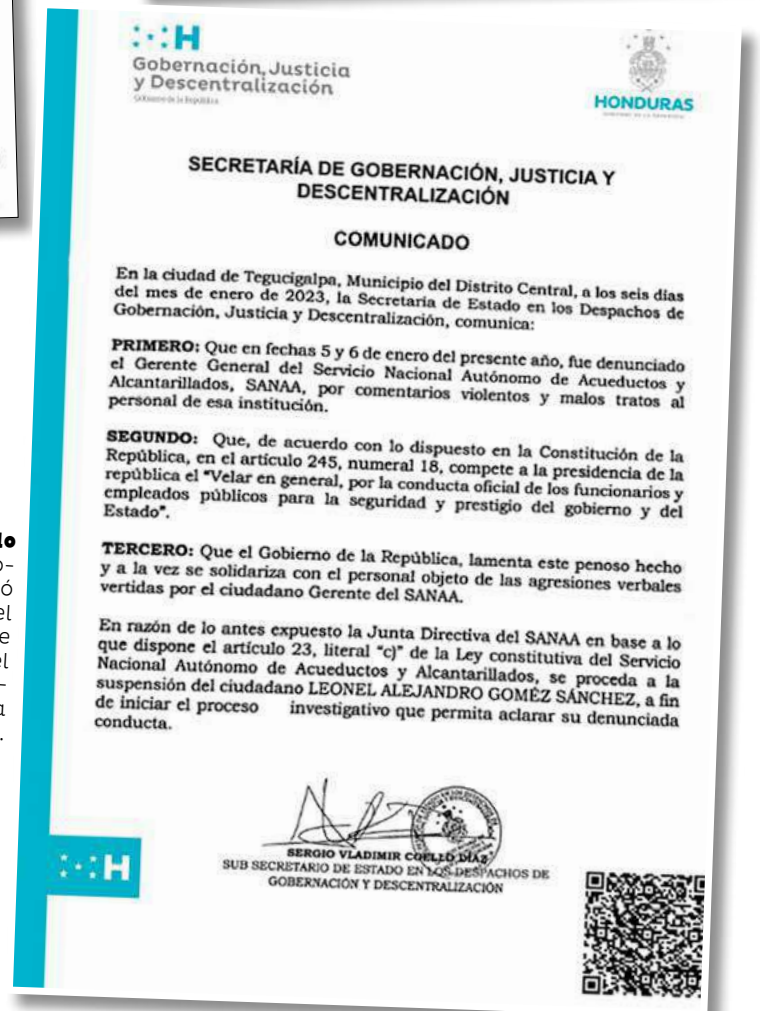 H
Gobernación, Justicia
y Descentralización
Gobierno de la República
HONDURAS
GOBIERNO DE LA REPÚBLICA
SECRETARÍA DE GOBERNACIÓN, JUSTICIA Y
DESCENTRALIZACIÓN
COMUNICADO
En la ciudad de Tegucigalpa, Municipio del Distrito Central, a los seis días
del mes de enero de 2023, la Secretaría de Estado en los Despachos de
Gobernación, Justicia y Descentralización, comunica:
PRIMERO: Que en fechas 5 y 6 de enero del presente año, fue denunciado
el Gerente General del Servicio Nacional Autónomo de Acueductos y
Alcantarillados, SANAA, por comentarios violentos y malos tratos al
personal de esa institución.
SEGUNDO: Que, de acuerdo con lo dispuesto en la Constitución de la
República, en el artículo 245, numeral 18, compete a la presidencia de la
república el "Velar en general, por la conducta oficial de los funcionarios y
empleados públicos para la seguridad y prestigio del gobierno y del
Estado".
TERCERO: Que el Gobierno de la República, lamenta este penoso hecho
y a la vez se solidariza con el personal objeto de las agresiones verbales
vertidas por el ciudadano Gerente del SANAA.
En razón de lo antes expuesto la Junta Directiva del SANAA en base a lo
que dispone el artículo 23, literal "c)" de la Ley constitutiva del Servicio
Nacional Autónomo de Acueductos y Alcantarillados, se proceda a la
suspensión del ciudadano LEONEL ALEJANDRO GOMÉZ SÁNCHEZ, a fin
de iniciar el proceso investigativo que permita aclarar su denunciada
conducta.
H
SERGIO VLADIMIR COELLO DÍAZ
SUB SECRETARIO DE ESTADO EN LOS DESPACHOS DE
GOBERNACIÓN Y DESCENTRALIZACIÓN